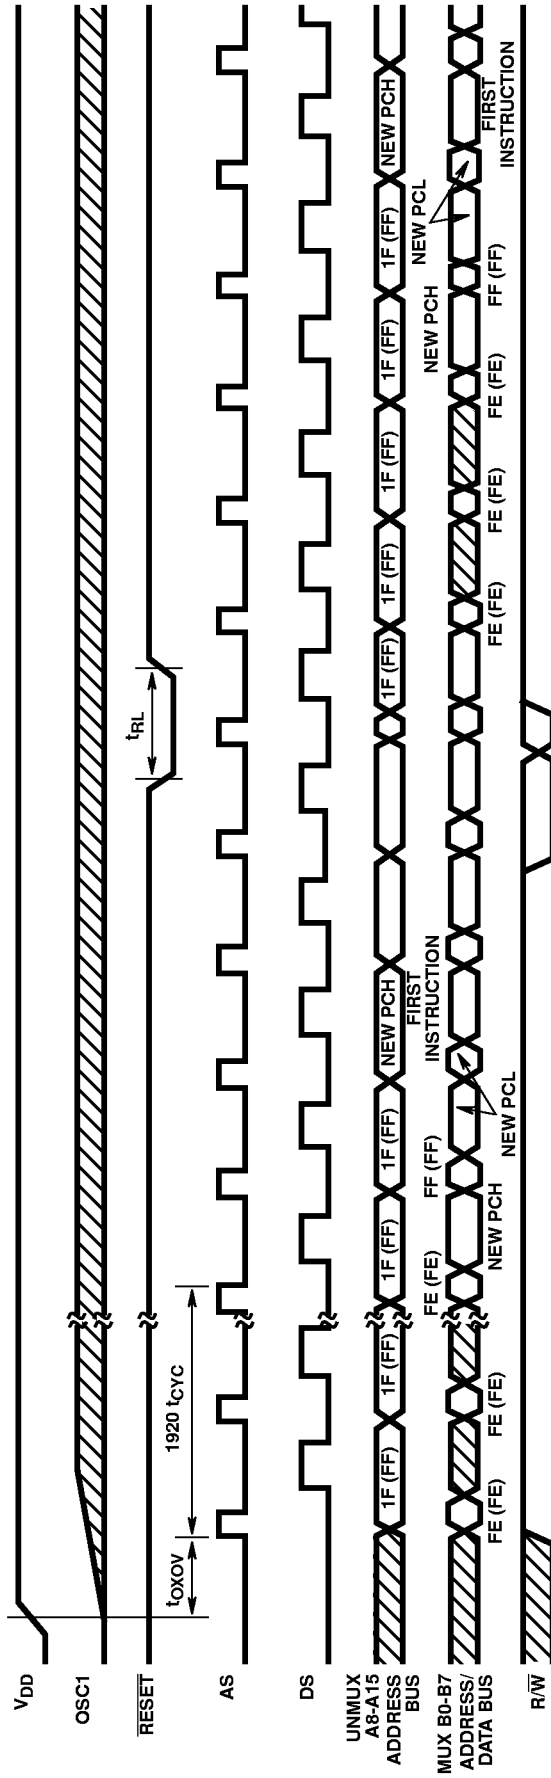 VDD
OSC1
RESET
tRL
AS
tOXOV
1920 tCYC
DS
UNMUX
A8-A15
ADDRESS
BUS
1F (FF)
1F (FF)
1F (FF)
1F (FF)
NEW PCH
1F (FF)
1F (FF)
1F (FF)
1F (FF)
1F (FF)
NEW PCH
FIRST
INSTRUCTION
MUX B0-B7
ADDRESS/
DATA BUS
FE (FE)
FF (FF)
NEW PCH
NEW PCL
FE (FE)
FE (FE)
NEW PCH
NEW PCL
FE (FE)
FE (FE)
FE (FE)
FF (FF)
FIRST
INSTRUCTION
R/W